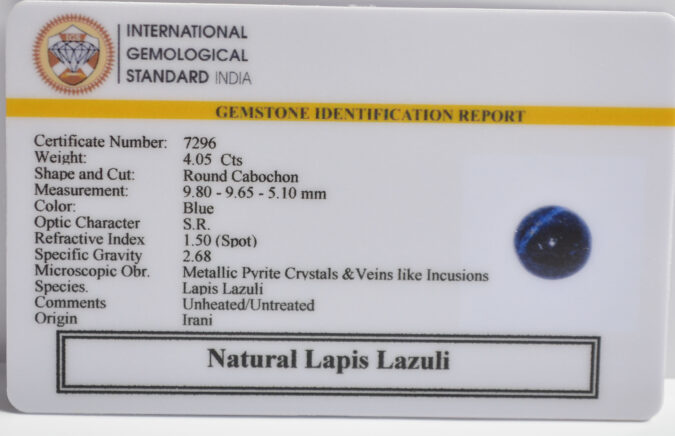 INTERNATIONAL
GEMOLOGICAL
STANDARD INDIA
GEMSTONE IDENTIFICATION REPORT
Certificate Number: 7296
Weight: 4.05 Cts
Shape and Cut: Round Cabochon
Measurement: 9.80 - 9.65 - 5.10 mm
Color: Blue
Optic Character S.R.
Refractive Index 1.50 (Spot)
Specific Gravity 2.68
Microscopic Obr. Metallic Pyrite Crystals &Veins like Incusions
Species. Lapis Lazuli
Comments Unheated/Untreated
Origin Irani
Natural Lapis Lazuli